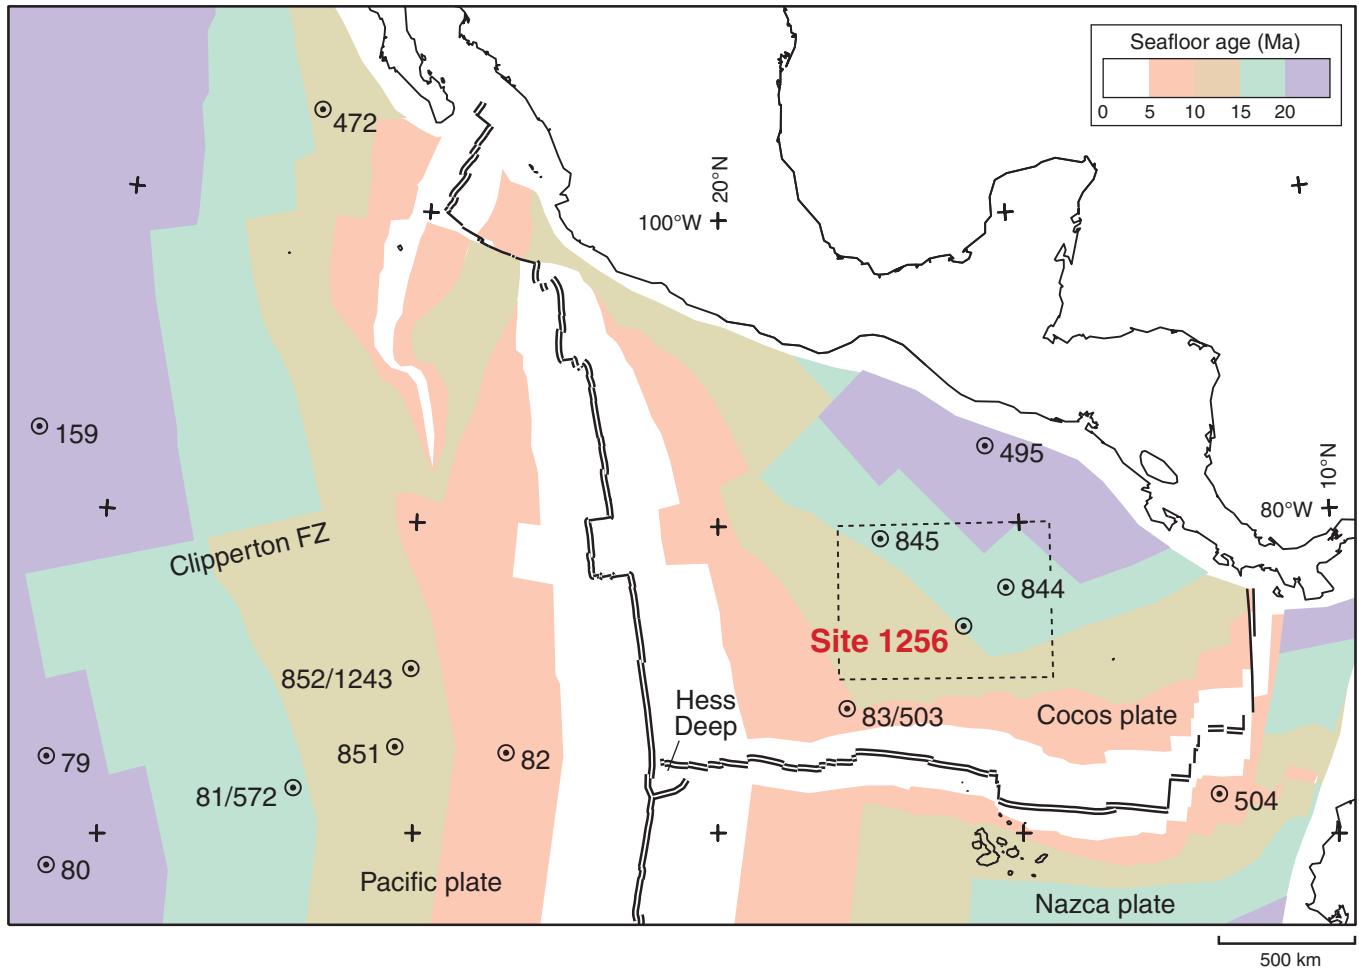 Seafloor age (Ma)
0 5 10 15 20
472
20°N
100°W
159
495
10°N
80°W
845
Clipperton FZ
844
Site 1256
852/1243
Hess
Deep
83/503
Cocos plate
851
82
79
81/572
504
80
Pacific plate
Nazca plate
500 km